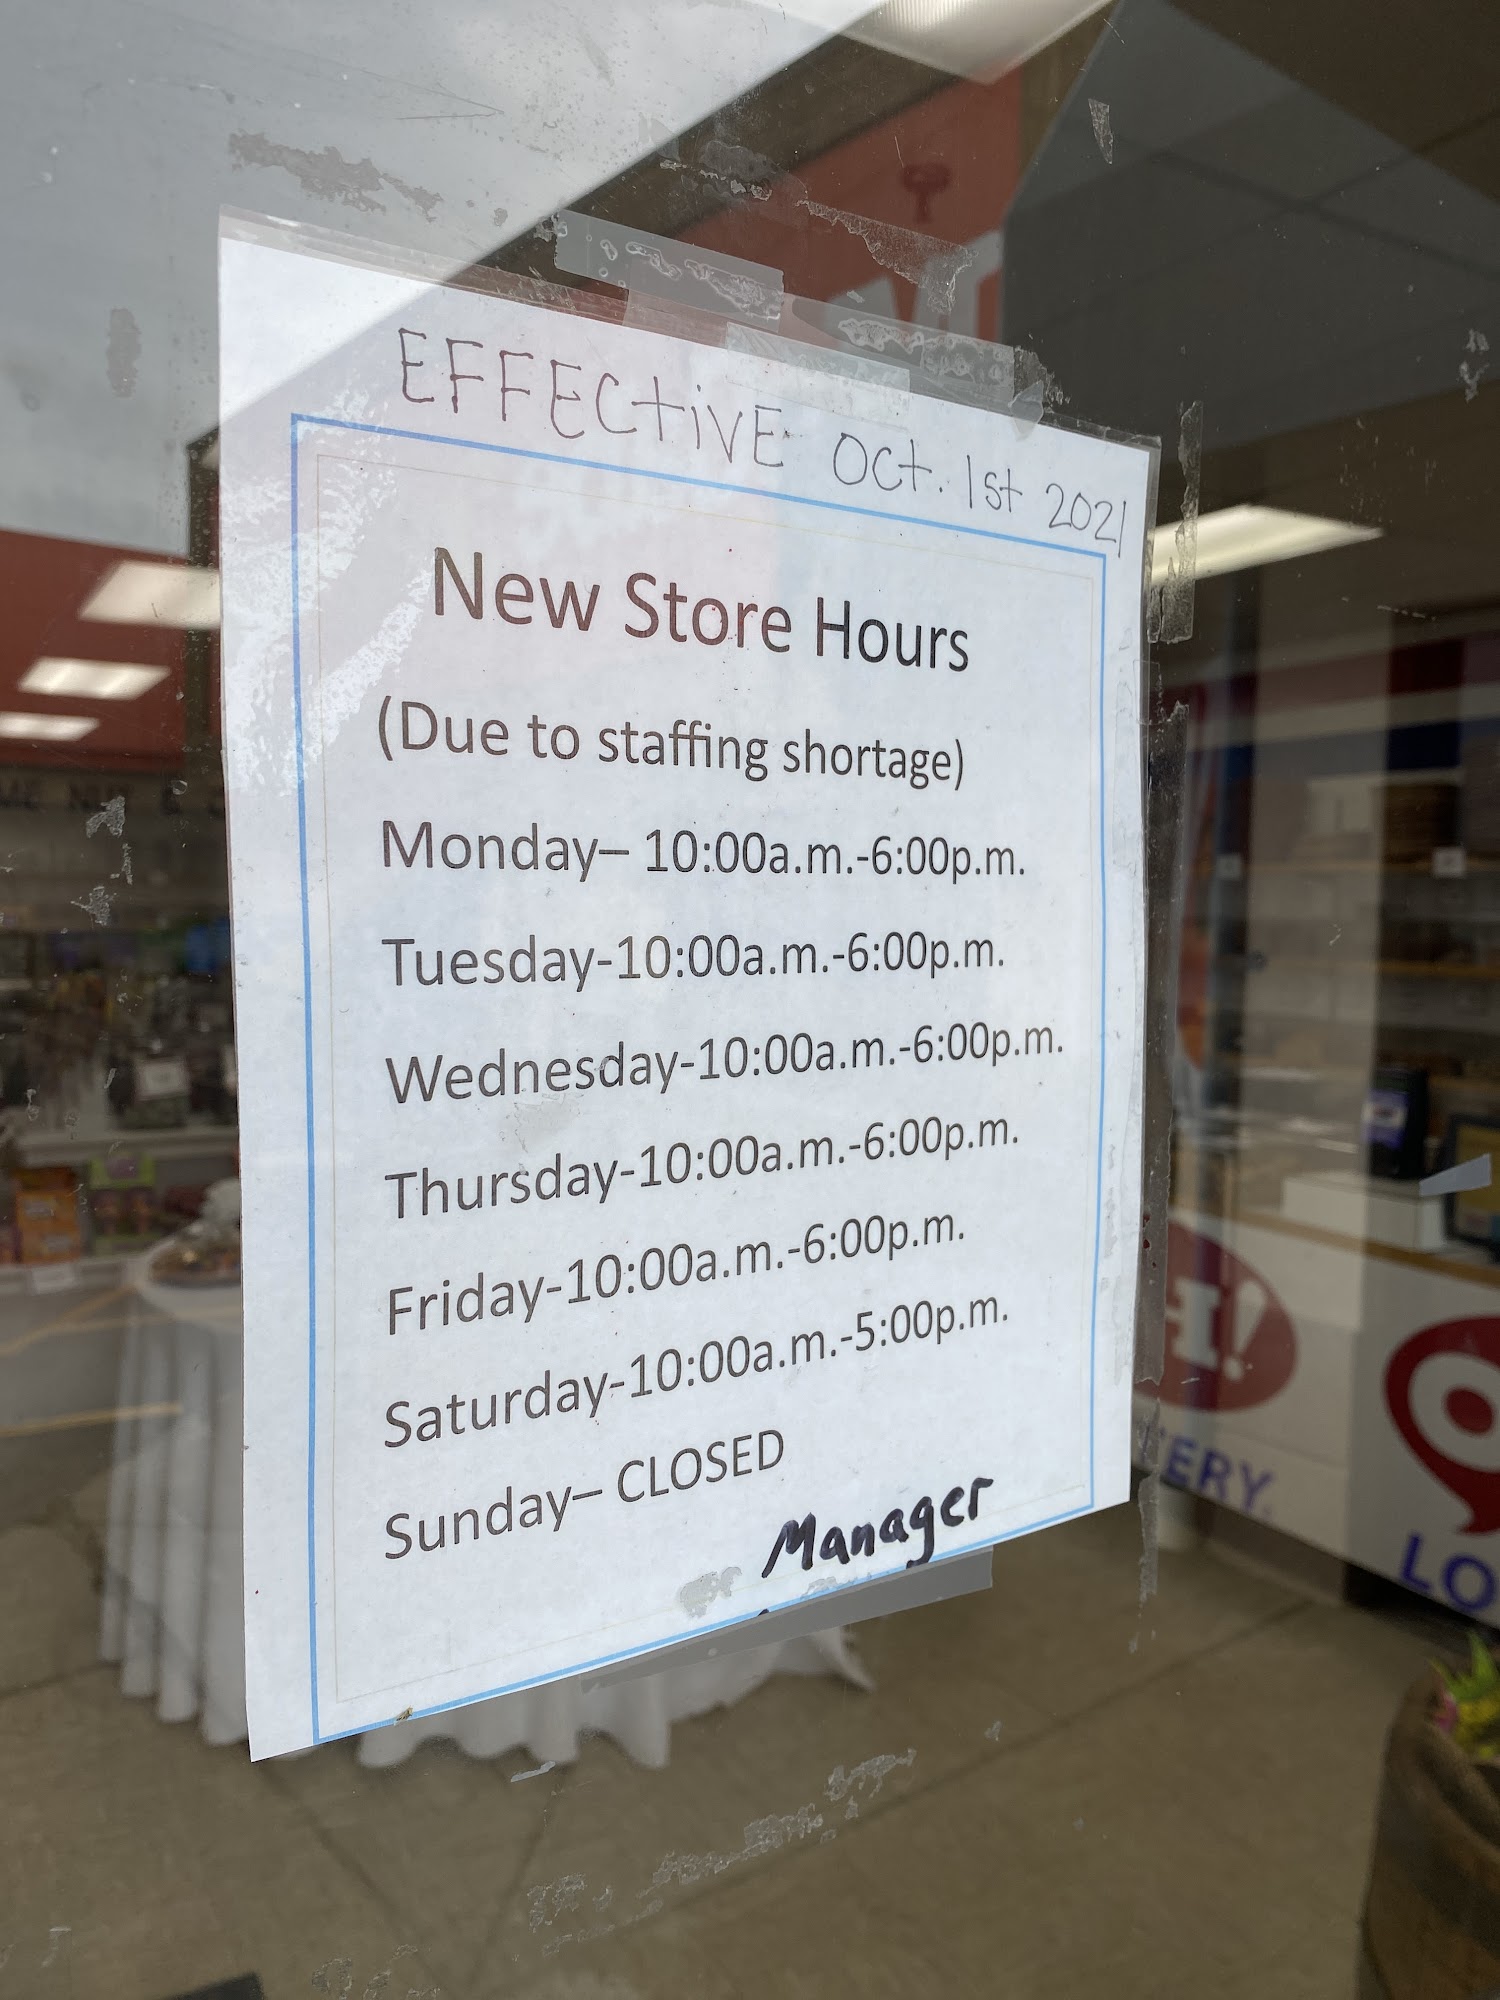 EFFECtiVE Oct. 1st 2021
New Store Hours
(Due to staffing shortage)
Monday– 10:00a.m.-6:00p.m.
Tuesday-10:00a.m.-6:00p.m.
Wednesday-10:00a.m.-6:00p.m.
Thursday-10:00a.m.-6:00p.m.
Friday-10:00a.m.-6:00p.m.
Saturday-10:00a.m.-5:00p.m.
Sunday– CLOSED
Manager